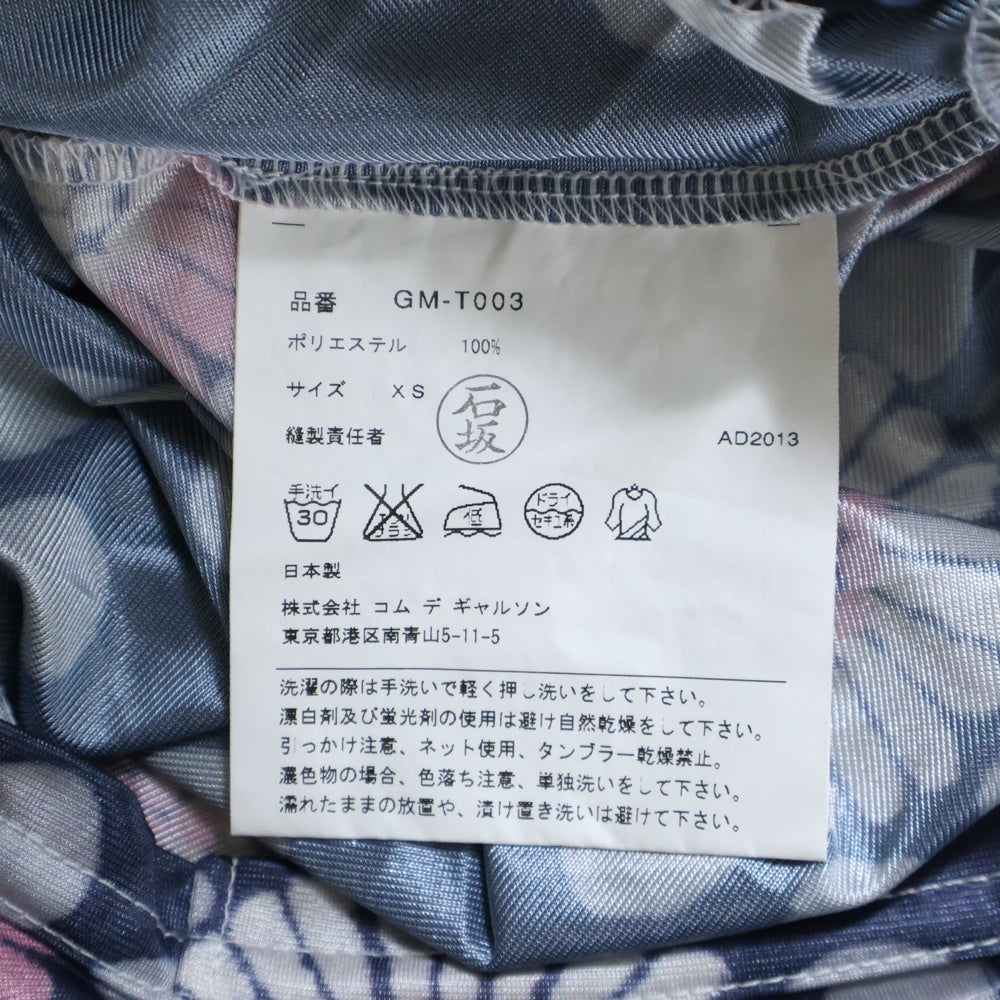 品番 GM-T003
ポリエステル 100%
サイズ XS
石坂
縫製責任者
AD2013
手洗イ 30 エンソ サラシ 低 ドライ セキユ系
日本製
株式会社 コム デ ギャルソン
東京都港区南青山5-11-5
洗濯の際は手洗いで軽く押し洗いをして下さい。
漂白剤及び蛍光剤の使用は避け自然乾燥をして下さい。
引っかけ注意、ネット使用、タンブラー乾燥禁止。
濃色物の場合、色落ち注意、単独洗いをして下さい。
濡れたままの放置や、漬け置き洗いは避けて下さい。